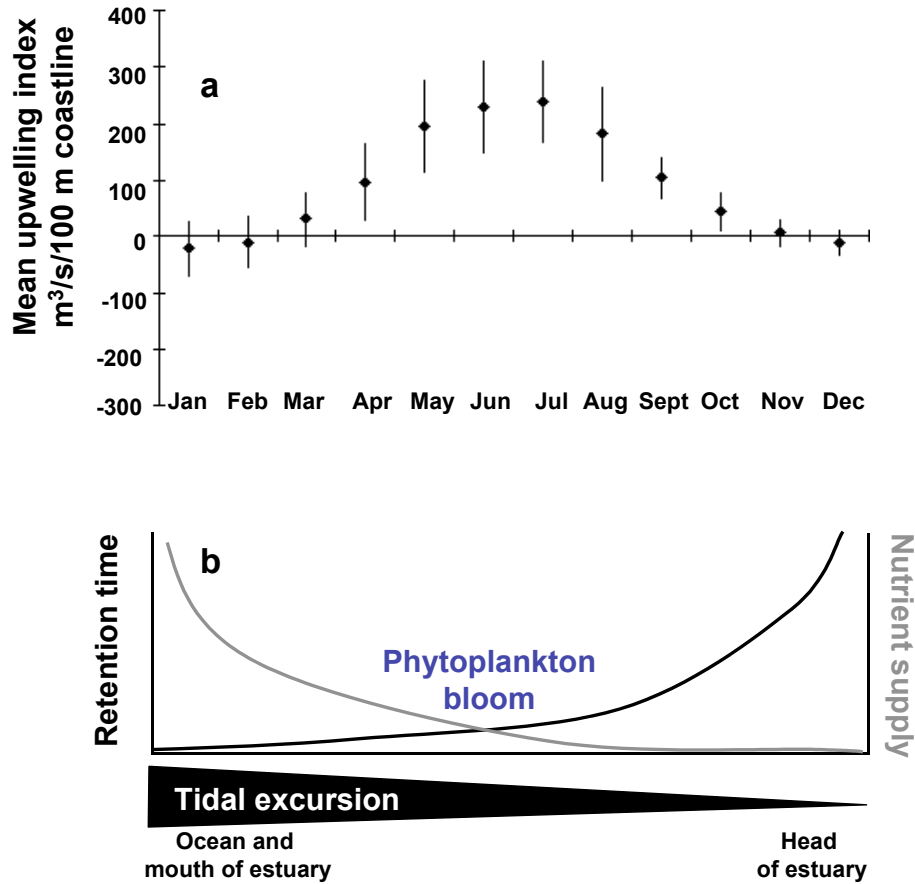 Mean upwelling index
m³/s/100 m coastline
400
300
200
100
0
-100
-200
-300
a
Jan Feb Mar Apr May Jun Jul Aug Sept Oct Nov Dec
b
Retention time
Nutrient supply
Phytoplankton
bloom
Tidal excursion
Ocean and
mouth of estuary
Head
of estuary